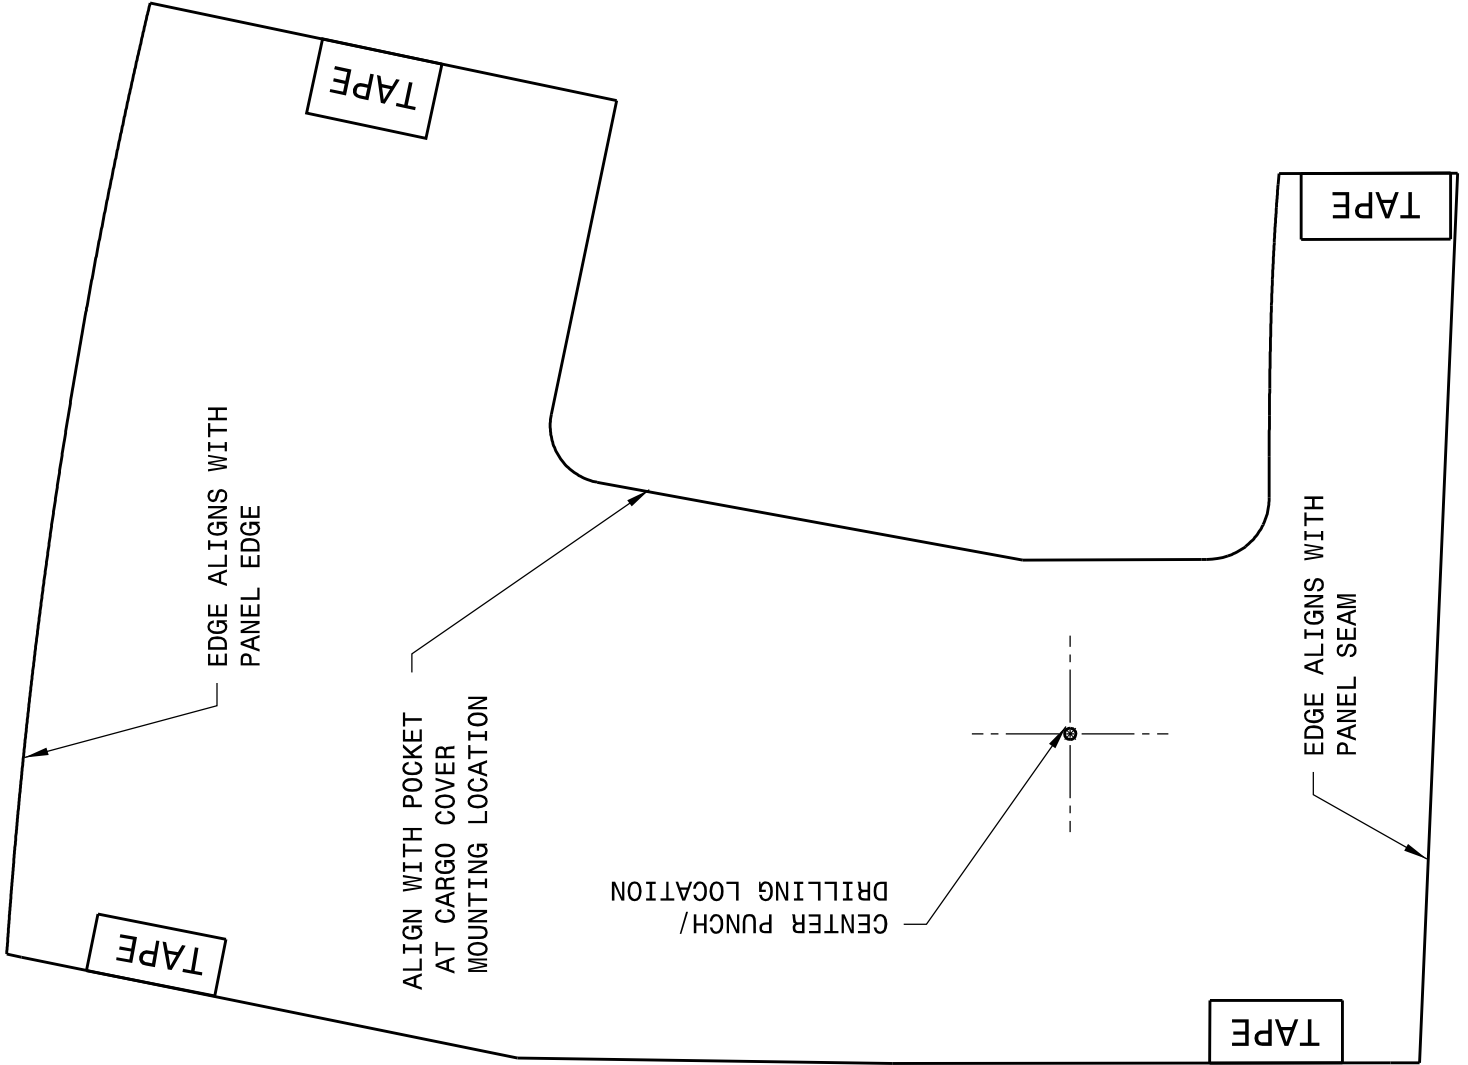 TAPE
TAPE
EDGE ALIGNS WITH
PANEL EDGE
ALIGN WITH POCKET
AT CARGO COVER
MOUNTING LOCATION
EDGE ALIGNS WITH
PANEL SEAM
CENTER PUNCH/
DRILLING LOCATION
TAPE
TAPE